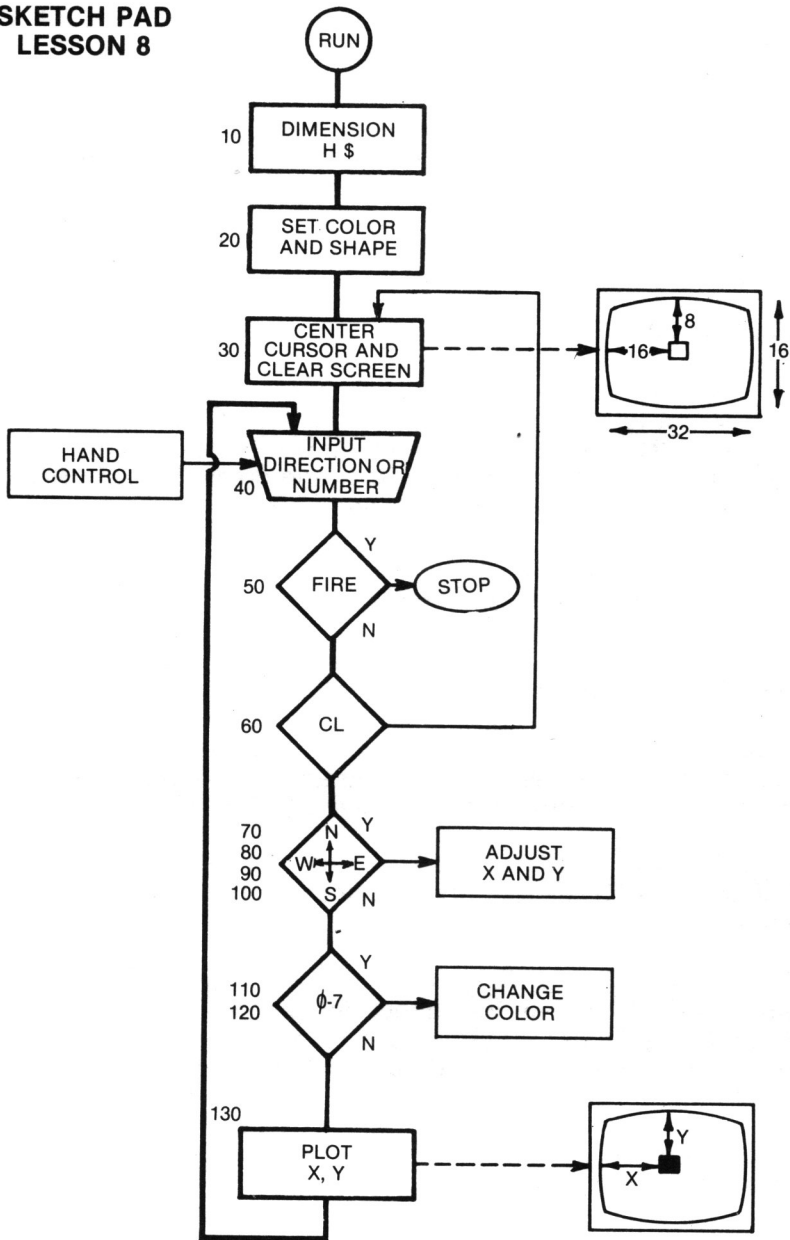 SKETCH PAD
LESSON 8
RUN
10
DIMENSION
H $
20
SET COLOR
AND SHAPE
30
CENTER
CURSOR AND
CLEAR SCREEN
8
16
16
32
HAND
CONTROL
40
INPUT
DIRECTION OR
NUMBER
50
FIRE
Y
N
STOP
60
CL
70
80
90
100
N
W E
S
Y
N
ADJUST
X AND Y
110
120
ϕ-7
Y
N
CHANGE
COLOR
130
PLOT
X, Y
Y
X